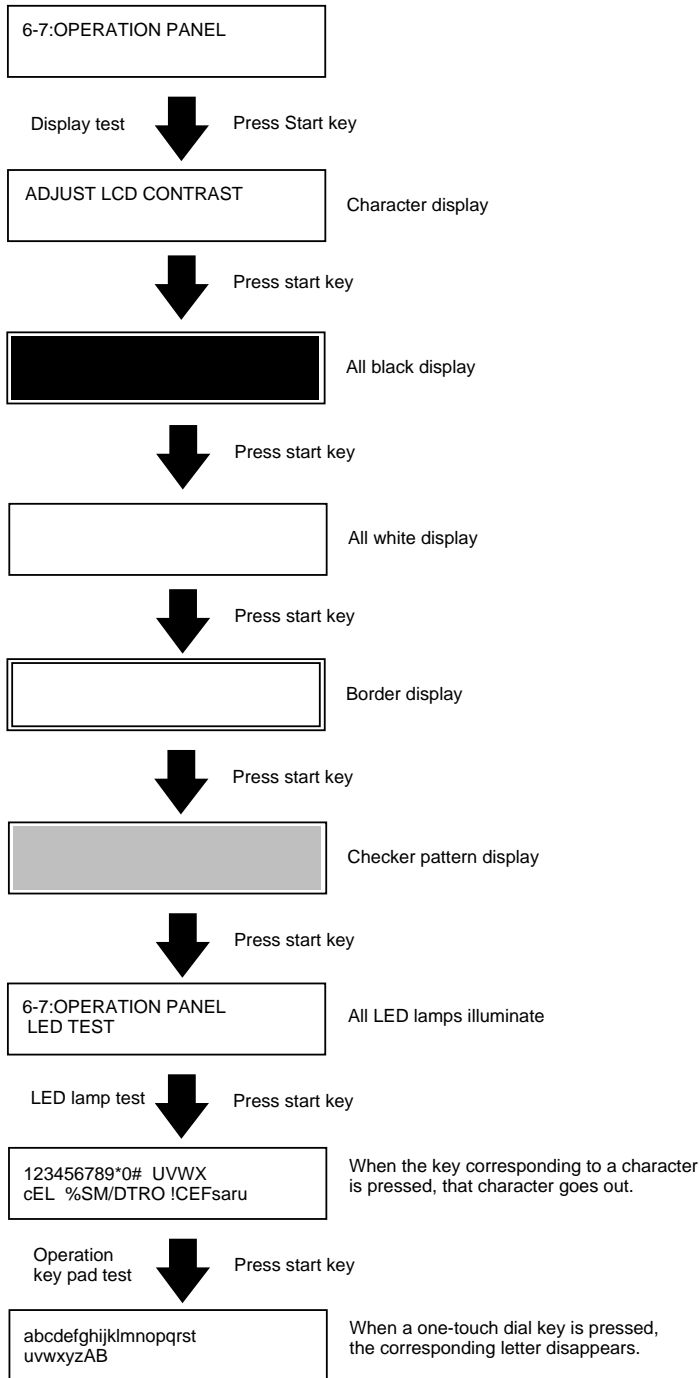 6-7:OPERATION PANEL
Display test
Press Start key
ADJUST LCD CONTRAST
Character display
Press start key
All black display
Press start key
All white display
Press start key
Border display
Press start key
Checker pattern display
Press start key
6-7:OPERATION PANEL
LED TEST
All LED lamps illuminate
LED lamp test
Press start key
123456789*0# UVWX
cEL %SM/DTRO !CEFsaru
When the key corresponding to a character
is pressed, that character goes out.
Operation
key pad test
Press start key
abcdefghijklmnopqrst
uvwxyzAB
When a one-touch dial key is pressed,
the corresponding letter disappears.